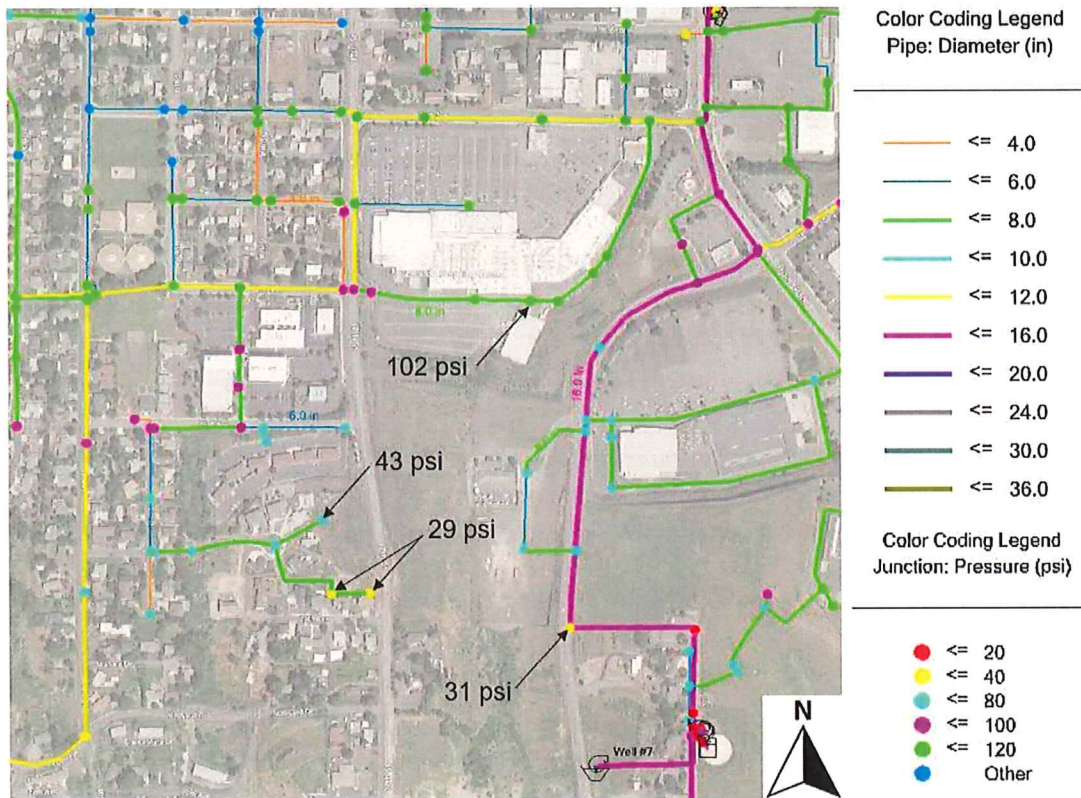 Color Coding Legend
Pipe: Diameter (in)
<= 4.0
<= 6.0
<= 8.0
<= 10.0
<= 12.0
<= 16.0
<= 20.0
<= 24.0
<= 30.0
<= 36.0
Color Coding Legend
Junction: Pressure (psi)
<= 20
<= 40
<= 80
<= 100
<= 120
Other
8.0 in
102 psi
16.0 in
6.0 in
43 psi
29 psi
31 psi
Well #7
N